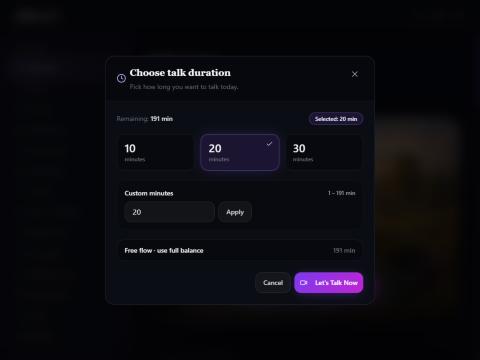 Choose talk duration
Pick how long you want to talk today.
Remaining: 191 min
Selected: 20 min
10
minutes
20
minutes
30
minutes
Custom minutes
1 – 191 min
20
Apply
Free flow · use full balance
191 min
Cancel
Let's Talk Now